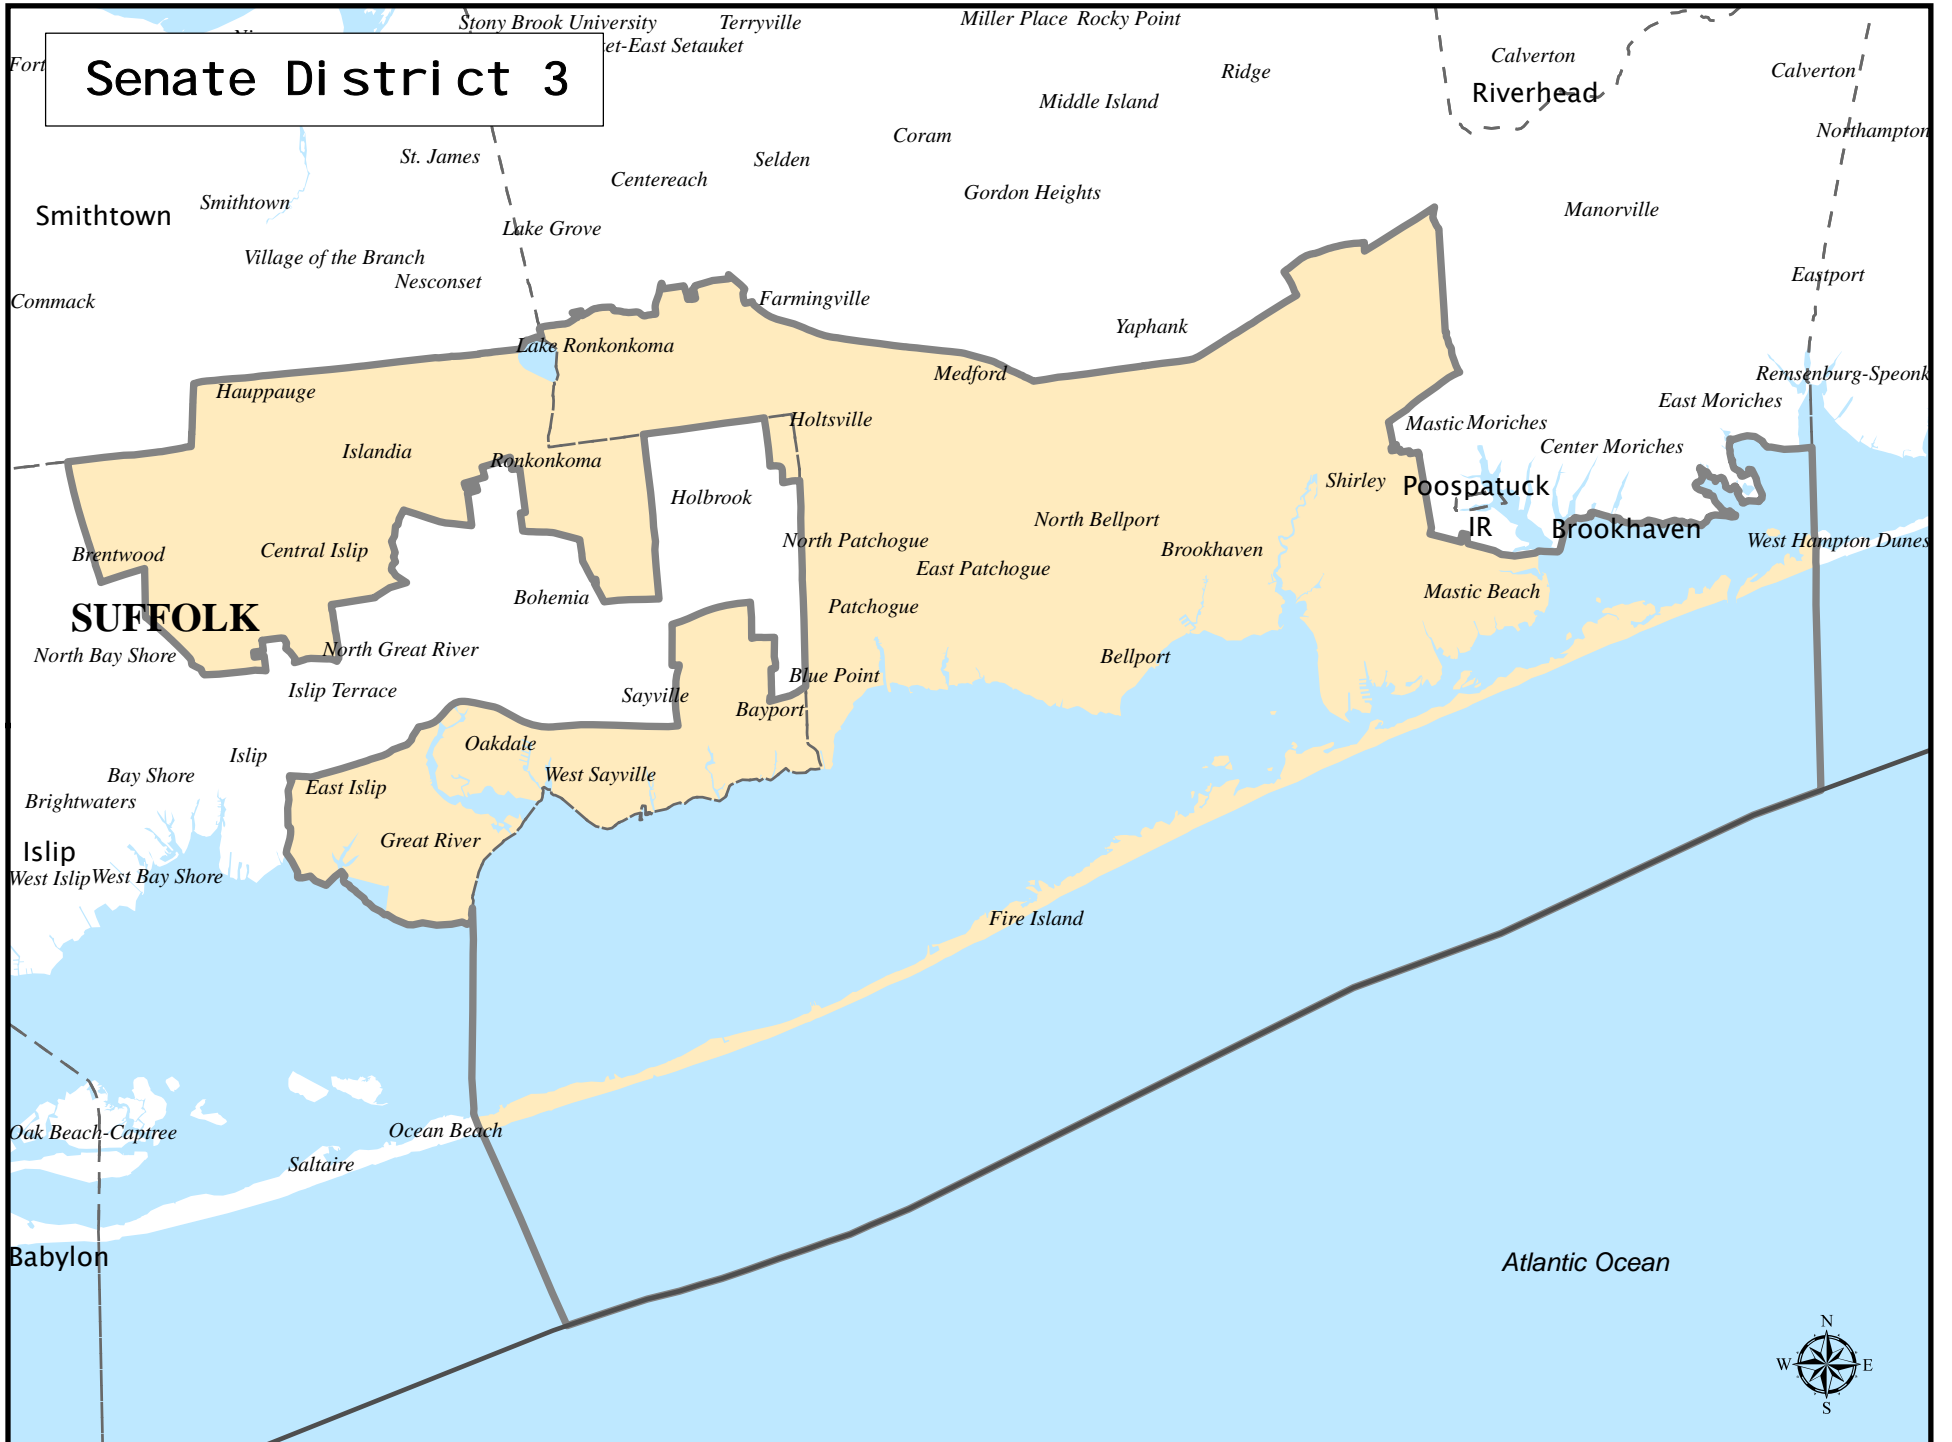 Stony Brook University
Terryville
Miller Place
Rocky Point
et-East Setauket
Fort
Senate District 3
Calverton
Ridge
Calverton
Riverhead
Middle Island
Northampton
Coram
St. James
Selden
Centereach
Gordon Heights
Smithtown
Smithtown
Manorville
Lake Grove
Village of the Branch
Nesconset
Eastport
Commack
Farmingville
Yaphank
Lake Ronkonkoma
Medford
Remsenburg-Speonk
Hauppauge
East Moriches
Holtsville
Mastic
Moriches
Center Moriches
Islandia
Ronkonkoma
Shirley
Poospatuck
IR
Holbrook
North Bellport
Brookhaven
North Patchogue
West Hampton Dunes
Brentwood
Central Islip
Brookhaven
East Patchogue
Mastic Beach
Bohemia
Patchogue
SUFFOLK
North Bay Shore
North Great River
Bellport
Blue Point
Islip Terrace
Sayville
Bayport
Oakdale
Islip
Bay Shore
West Sayville
East Islip
Brightwaters
Great River
Islip
West Islip
West Bay Shore
Fire Island
Oak Beach-Captree
Ocean Beach
Saltaire
Babylon
Atlantic Ocean
N
W
E
S